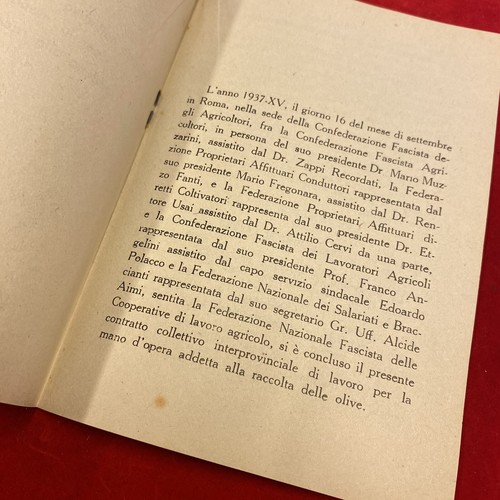 L'anno 1937-XV, il giorno 16 del mese di settembre
in Roma, nella sede della Confederazione Fascista de-
gli Agricoltori, fra la Confederazione Fascista Agri-
coltori, in persona del suo presidente Dr. Mario Muz-
zarini, assistito dal Dr. Zappi Recordati, la Federa-
zione Proprietari Affittuari Conduttori rappresentata dal
suo presidente Mario Fregonara, assistito dal Dr. Ren-
zo Fanti, e la Federazione Proprietari Affittuari di-
retti Coltivatori rappresenta dal suo presidente Dr. Et-
tore Usai assistito dal Dr. Attilio Cervi da una parte,
e la Confederazione Fascista dei Lavoratori Agricoli
rappresentata dal suo presidente Prof. Franco An-
gelini assistito dal capo servizio sindacale Edoardo
Polacco e la Federazione Nazionale dei Salariati e Brac-
cianti rappresentata dal suo segretario Gr. Uff. Alcide
Aimi, sentita la Federazione Nazionale Fascista delle
Cooperative di lavoro agricolo, si è concluso il presente
contratto collettivo interprovinciale di lavoro per la
mano d'opera addetta alla raccolta delle olive.